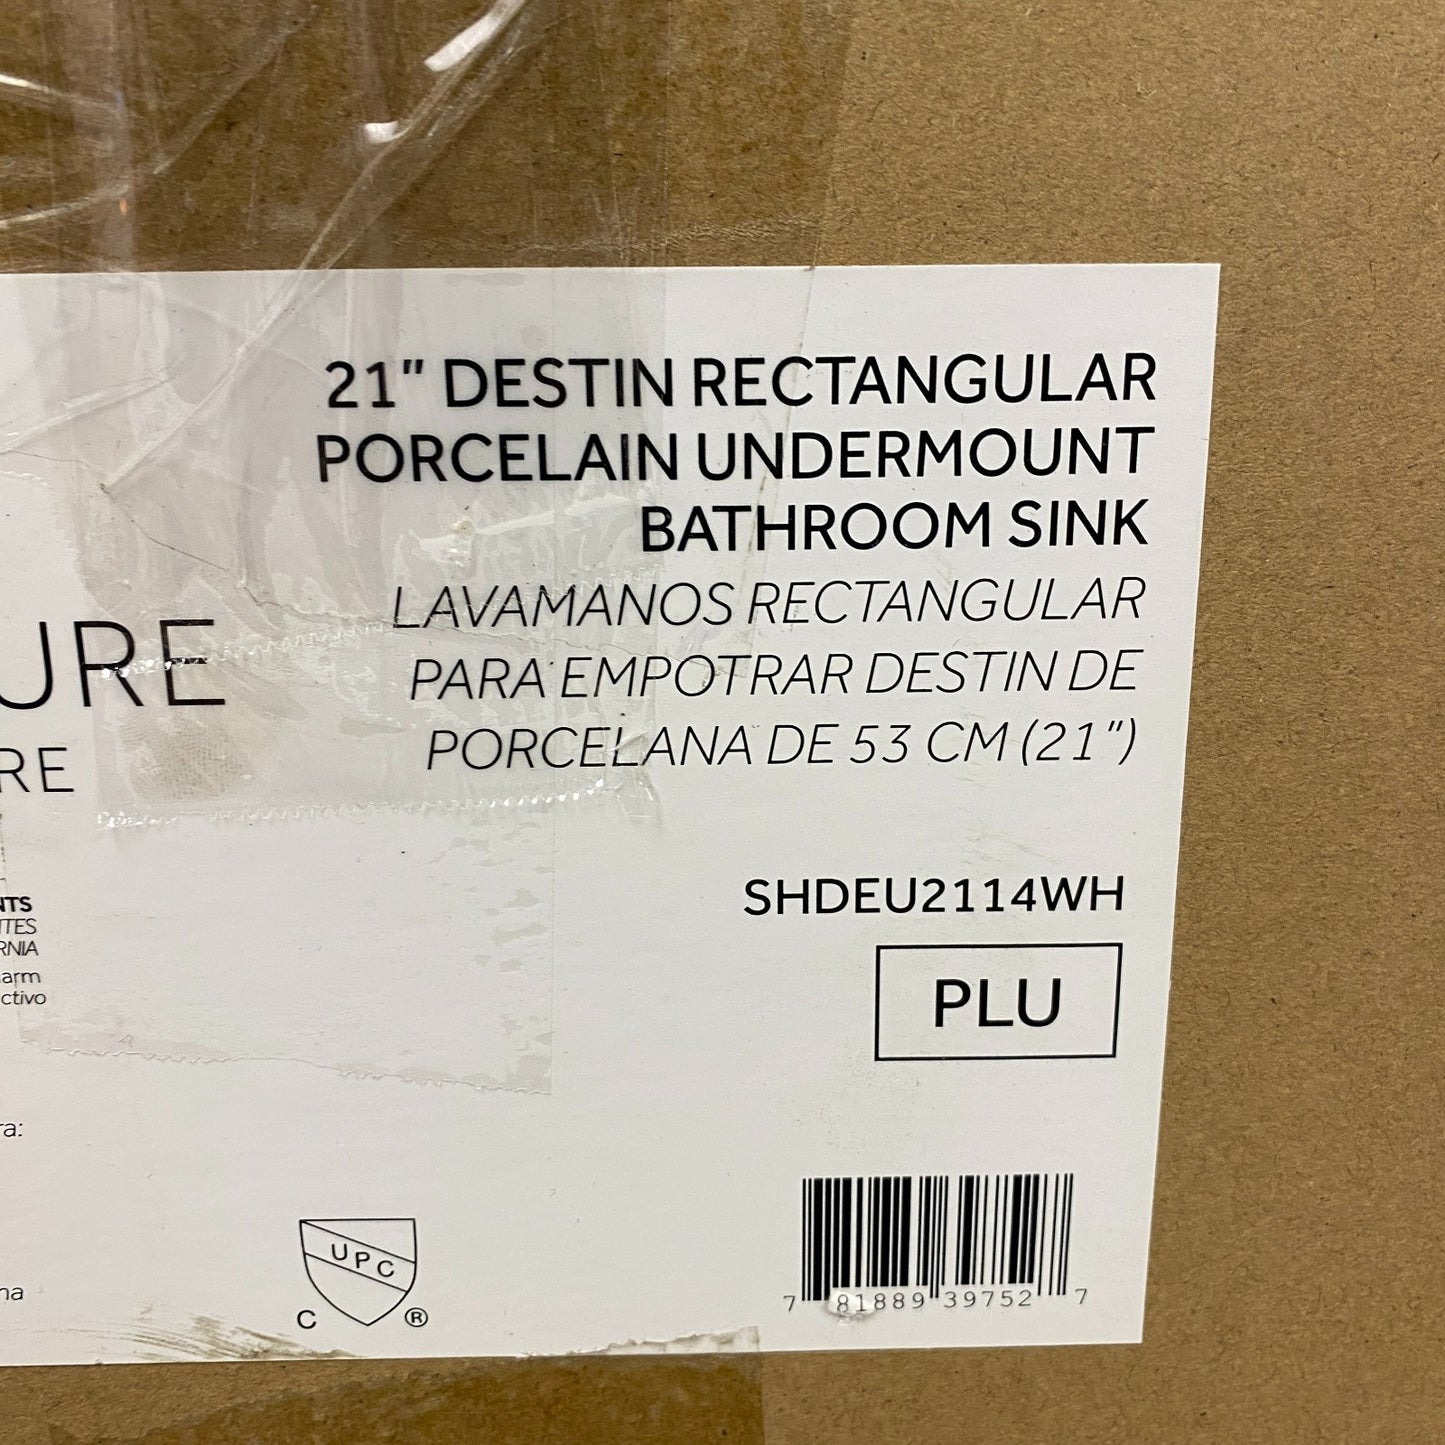 21" DESTIN RECTANGULAR
PORCELAIN UNDERMOUNT
BATHROOM SINK
LAVAMANOS RECTANGULAR
PARA EMPOTRAR DESTIN DE
PORCELANA DE 53 CM (21")
URE
RE
NTS
ITES
RNIA
arm
ctivo
SHDEU2114WH
PLU
ra:
na
UPC
C ®
7 81889 39752 7